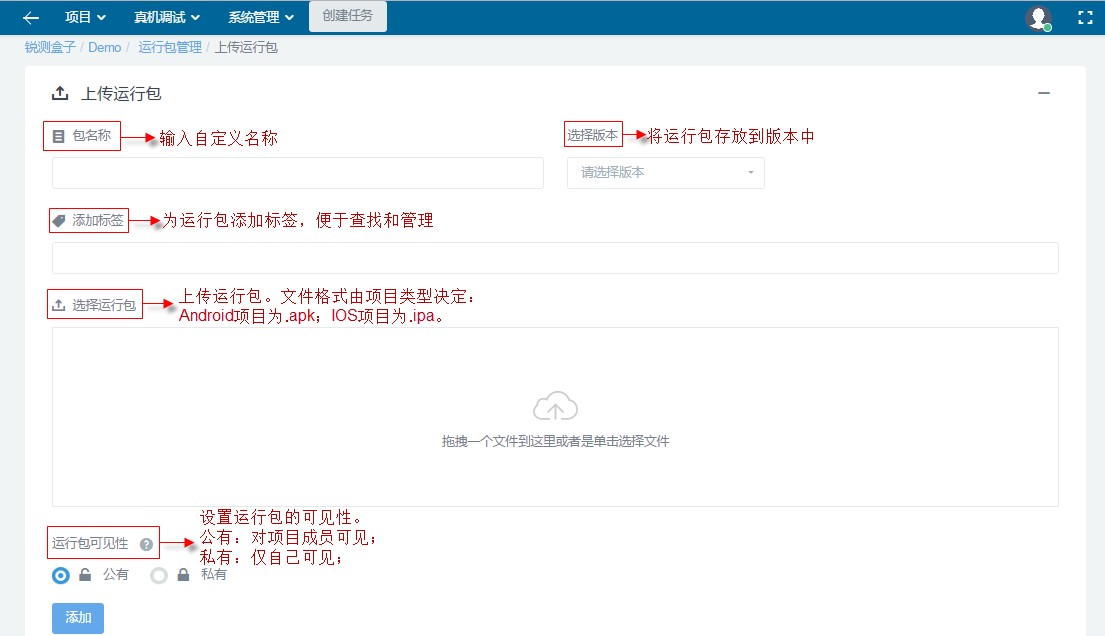 项目 真机调试 系统管理 创建任务
锐测盒子 / Demo / 运行包管理 / 上传运行包
上传运行包
包名称 输入自定义名称 选择版本 将运行包存放到版本中
请选择版本
添加标签 为运行包添加标签，便于查找和管理
选择运行包 上传运行包。文件格式由项目类型决定：
Android项目为.apk；IOS项目为.ipa。
拖拽一个文件到这里或者是单击选择文件
设置运行包的可见性。
运行包可见性 ? 公有：对项目成员可见；
私有：仅自己可见；
公有 私有
添加